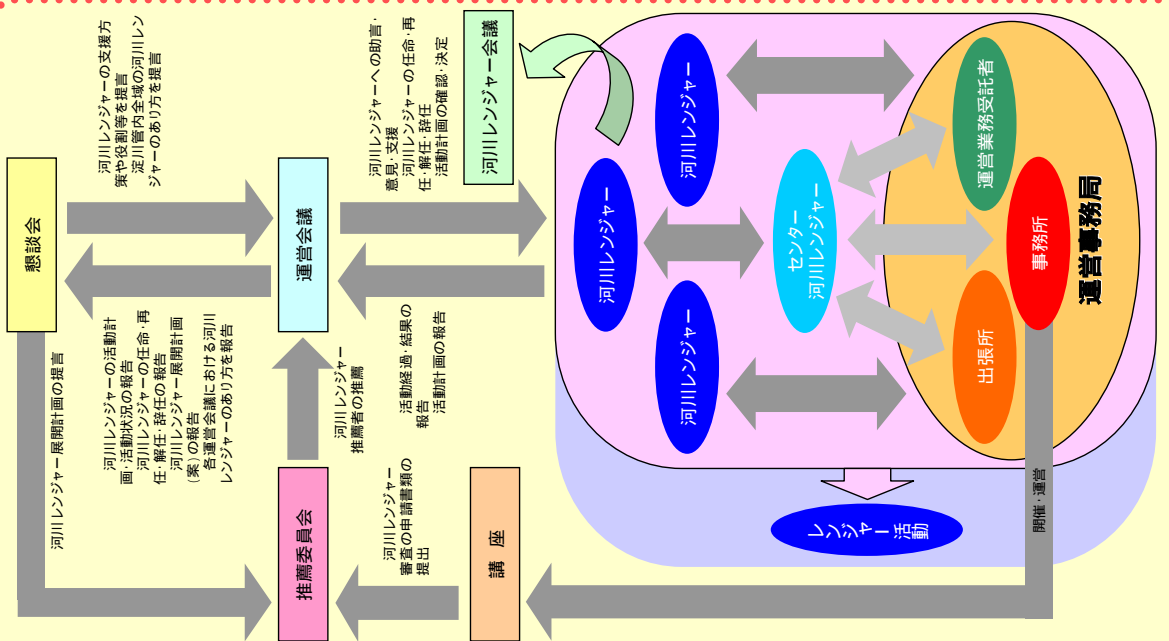 懇談会
河川レンジャーの支援方
策や役割等を提言
淀川管内全域の河川レン
ジャーのあり方を提言
河川レンジャー展開計画の提言
河川レンジャーの活動計
画・活動状況の報告
河川レンジャーの任命・再
任・解任・辞任の報告
河川レンジャー展開計画
(案)の報告
各運営会議における河川
レンジャーのあり方を報告
運営会議
推薦委員会
河川レンジャー
推薦者の推薦
河川レンジャーへの助言・
意見・支援
河川レンジャーの任命・再
任・解任・辞任
活動計画の確認・決定
活動経過・結果の
報告
活動計画の報告
河川レンジャー
審査の申請書類の
提出
講 座
河川レンジャー会議
河川レンジャー
河川レンジャー
河川レンジャー
センター
河川レンジャー
運営業務受託者
出張所
事務所
運営事務局
レンジャー
活動
開催・運営